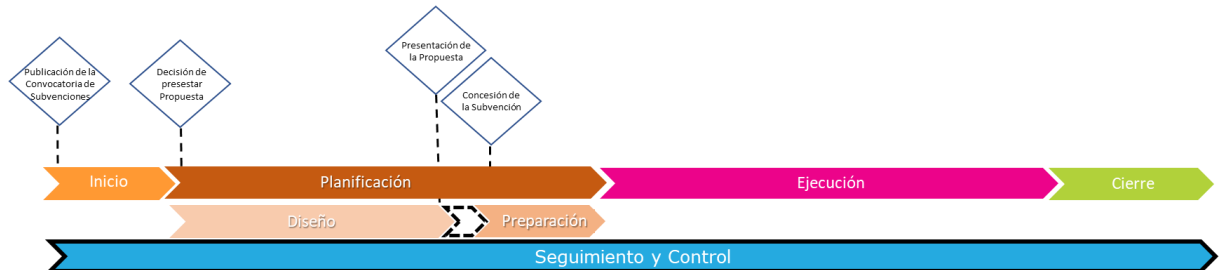 Publicación de la
Convocatoria de
Subvenciones
Decisión de
presestar
Propuesta
Presentación de
la Propuesta
Concesión de
la Subvención
Inicio
Planificación
Ejecución
Cierre
Diseño
Preparación
Seguimiento y Control